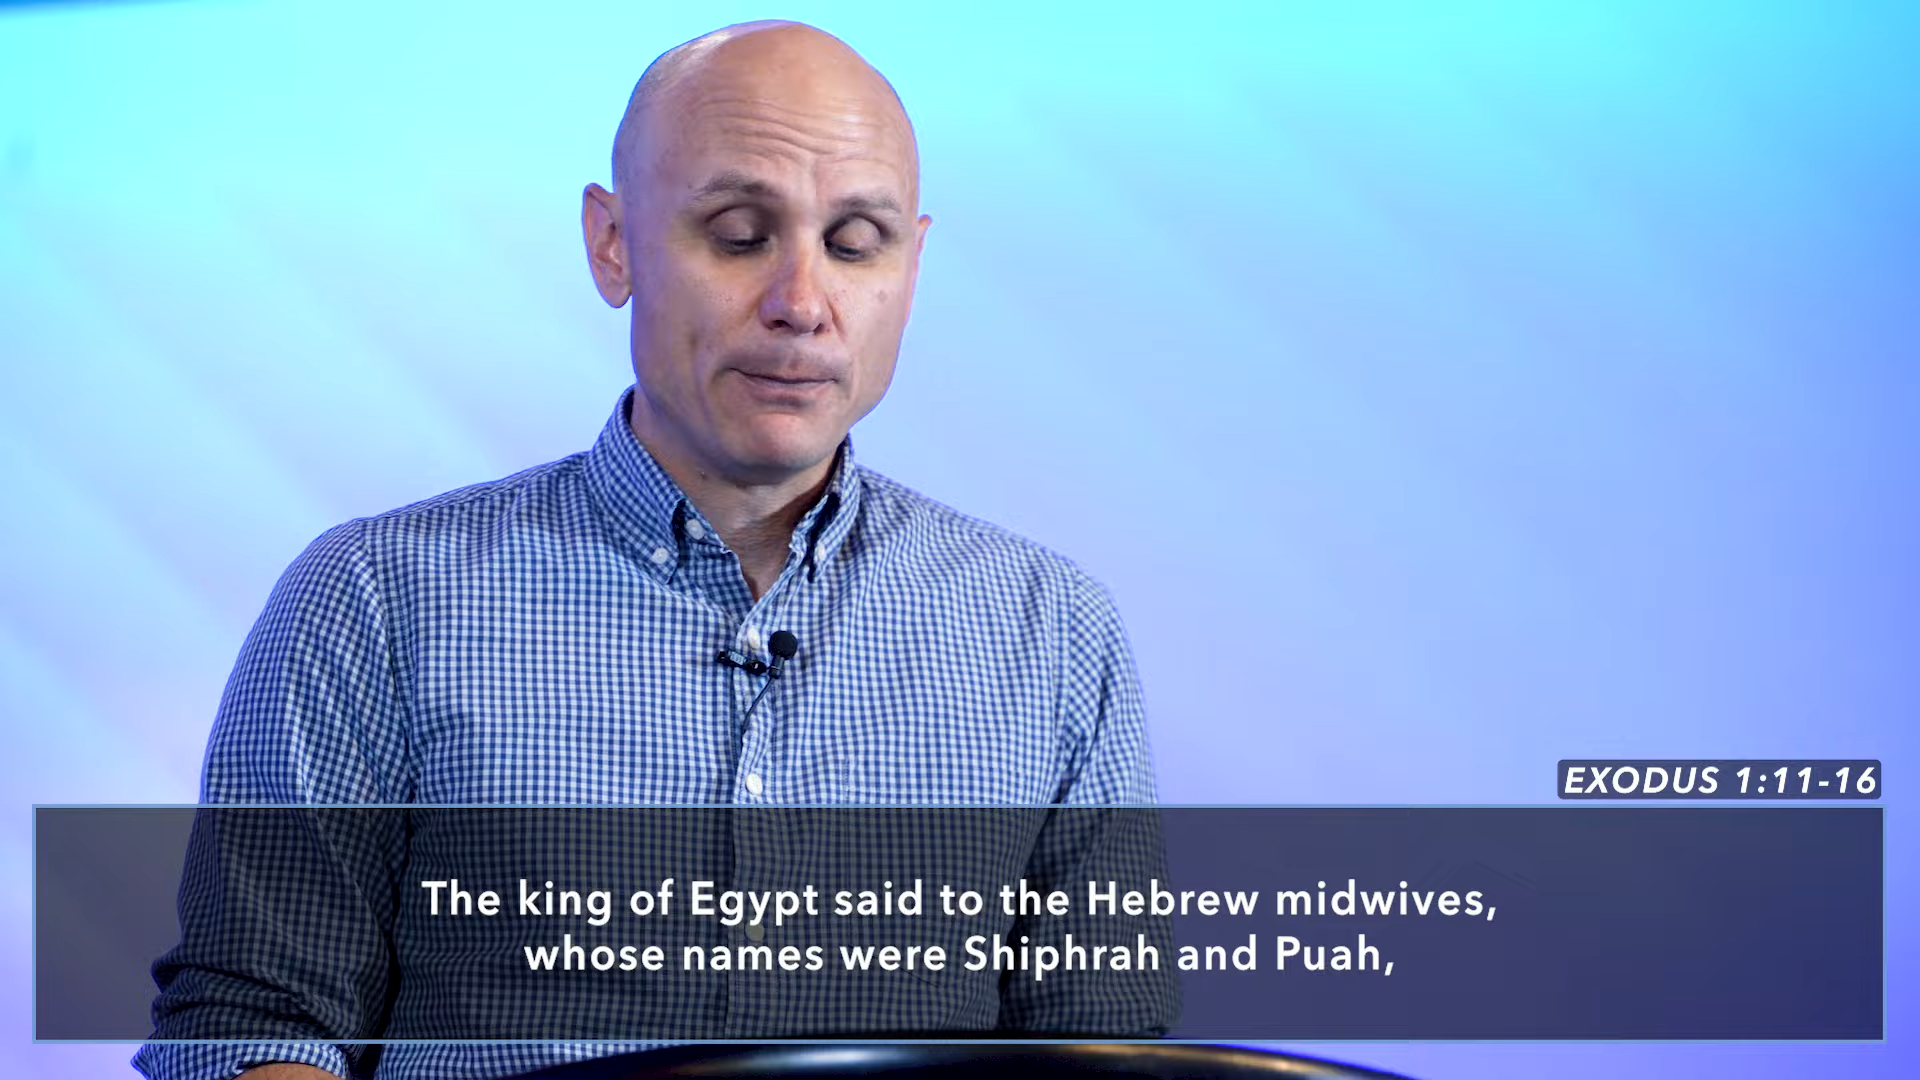 EXODUS 1:11-16
The king of Egypt said to the Hebrew midwives,
whose names were Shiphrah and Puah,